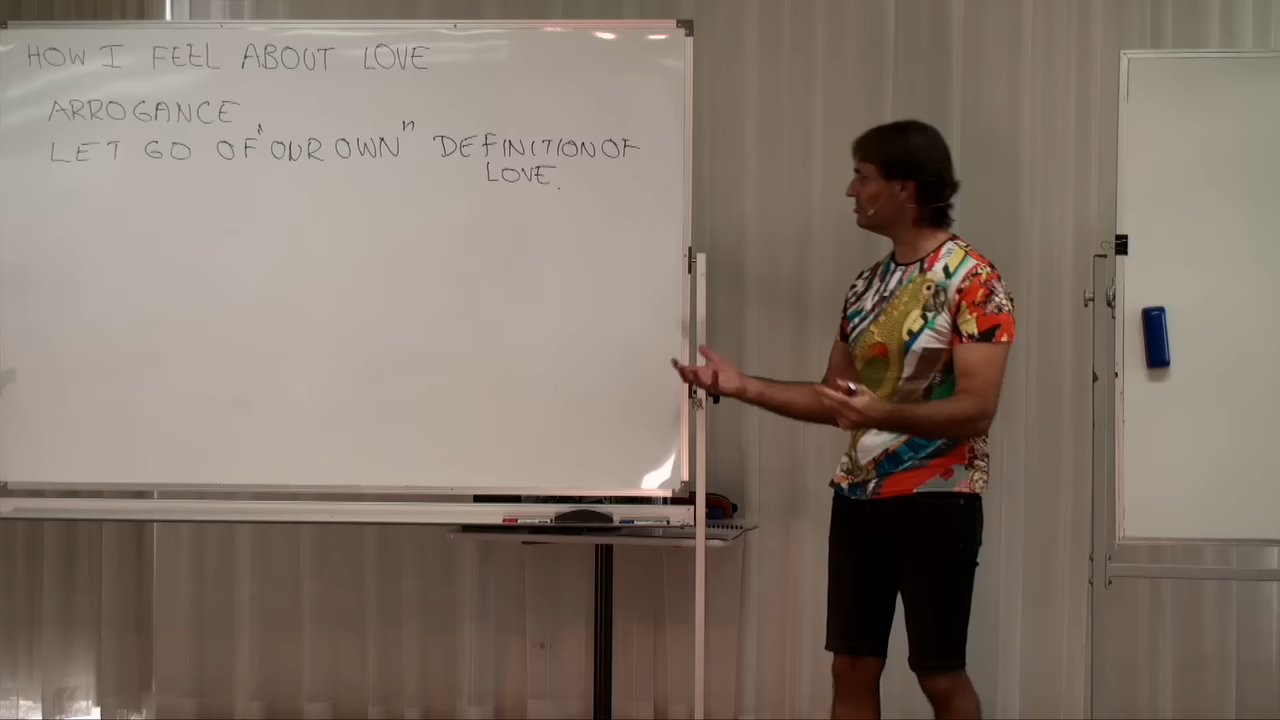 HOW I FEEL ABOUT LOVE
ARROGANCE
LET GO OF "OUR OWN" DEFINITION OF
LOVE.